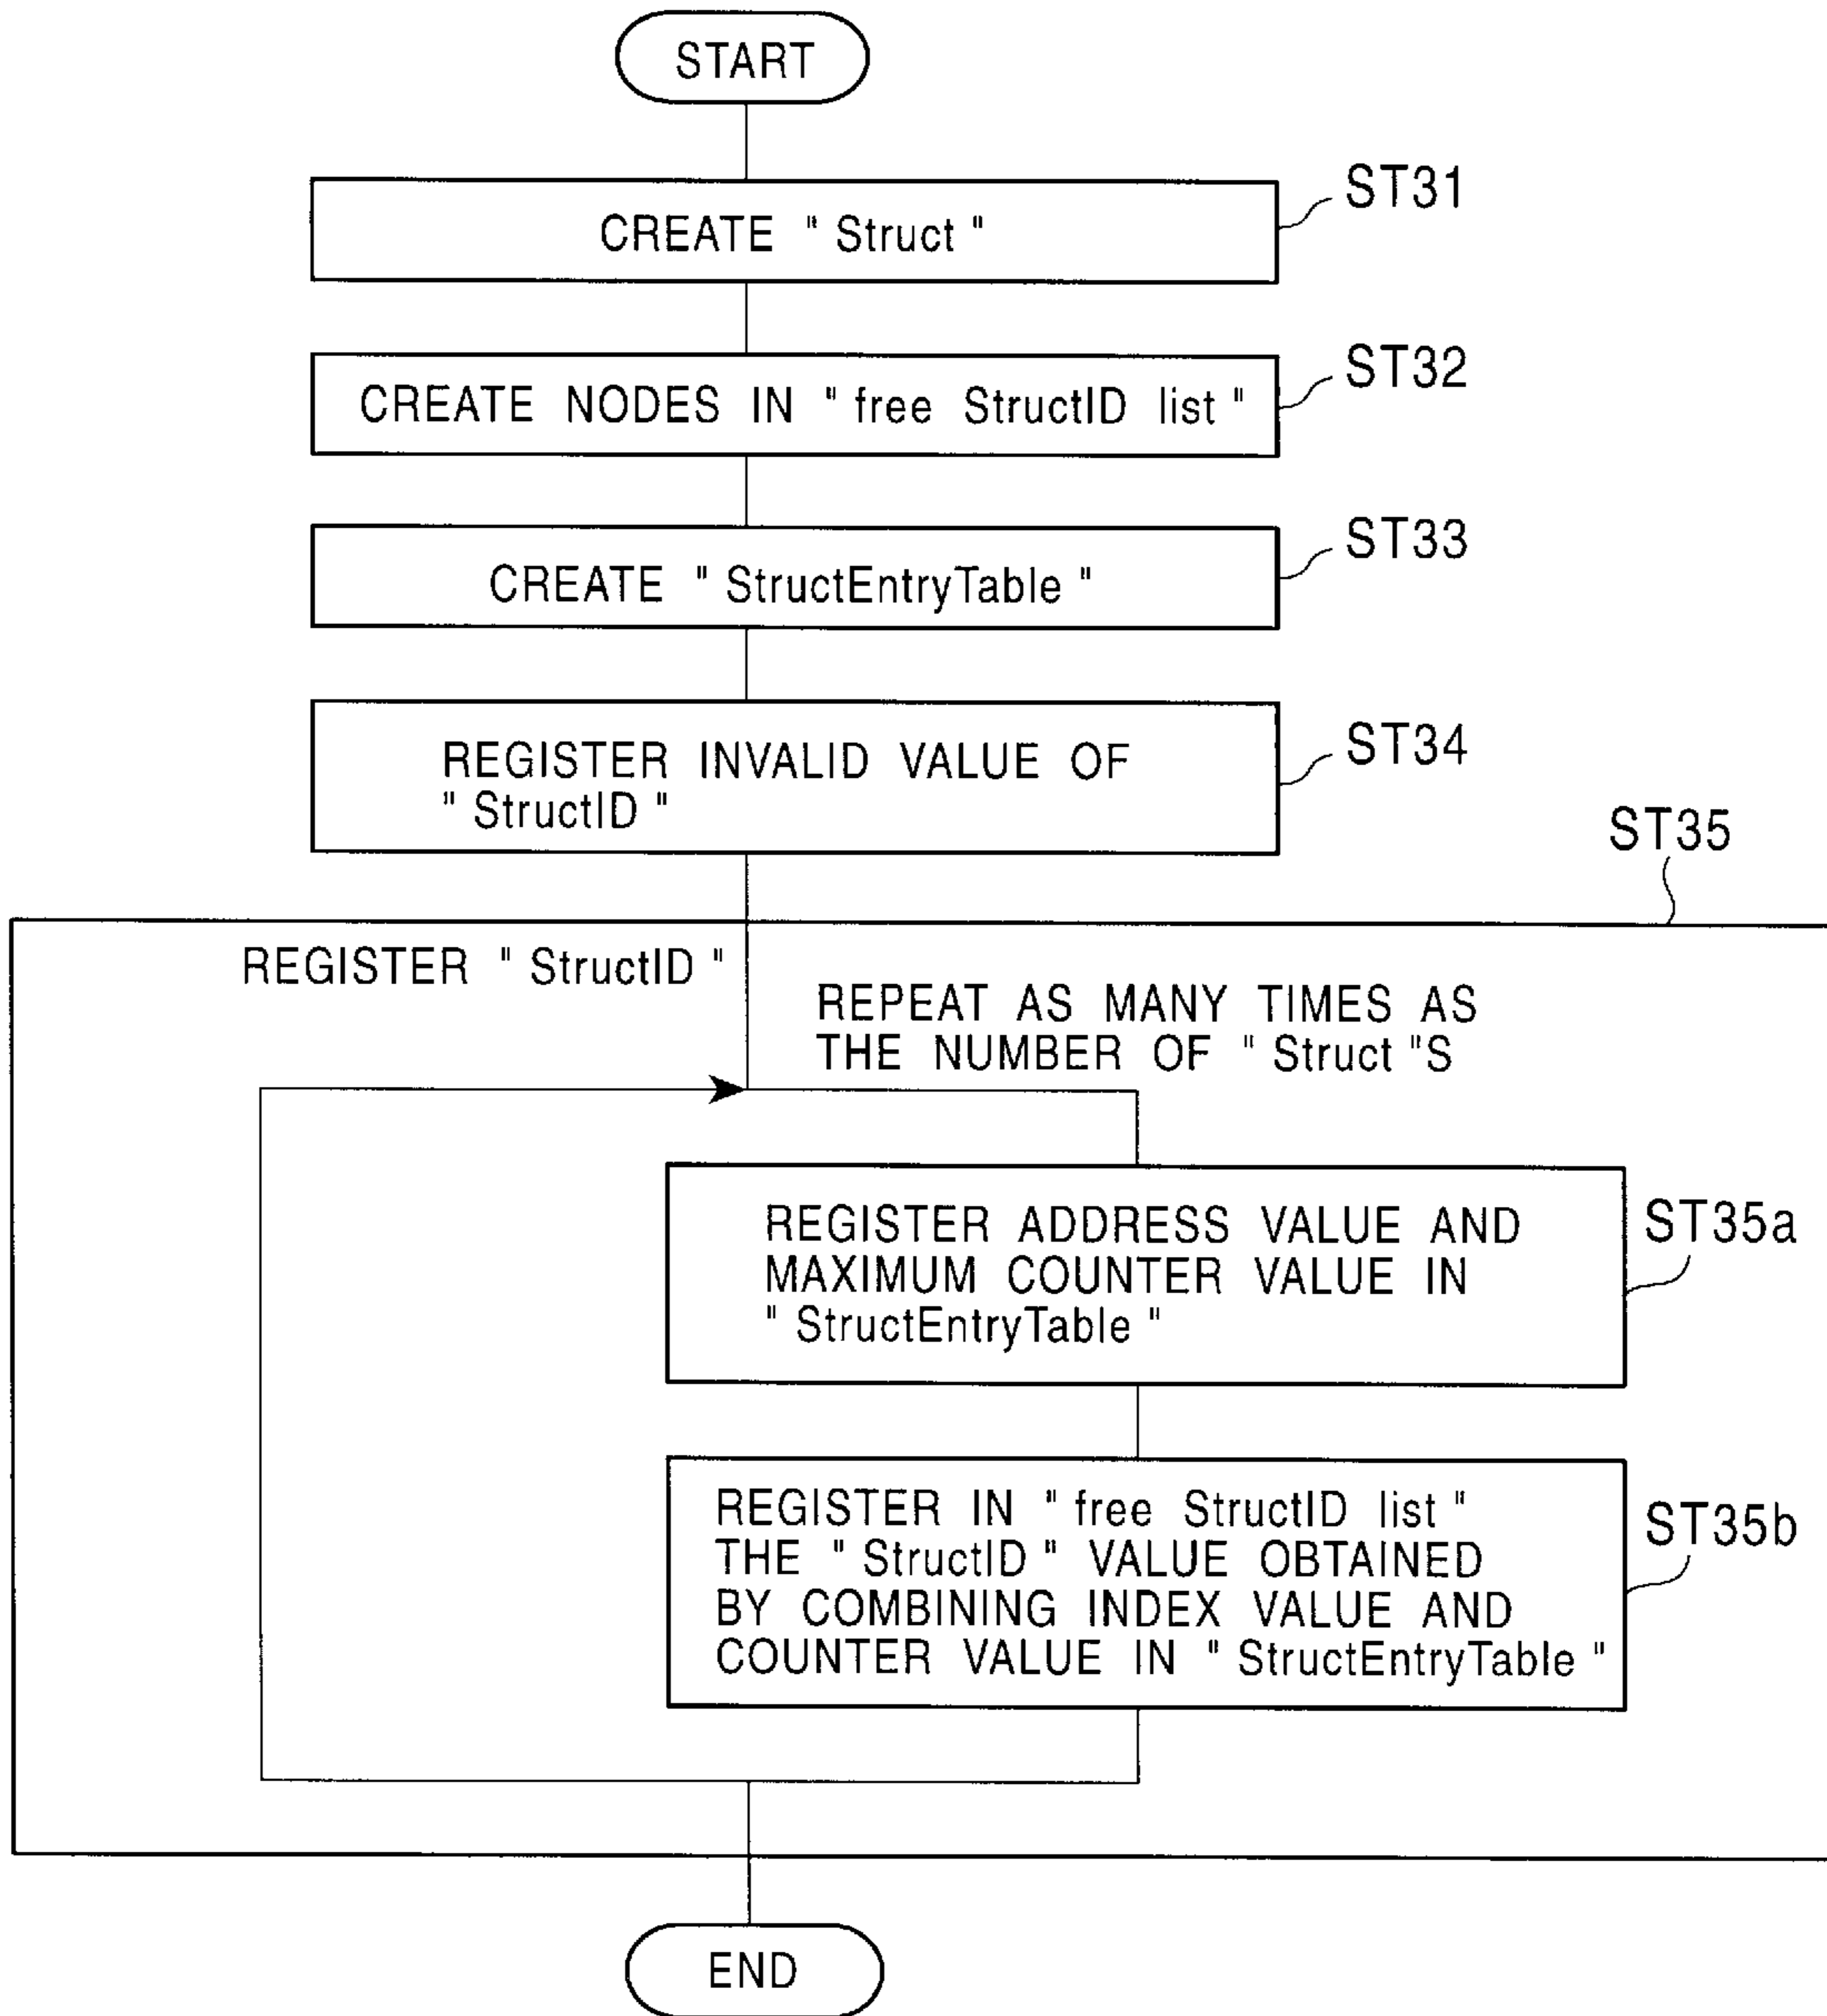 START
ST31
CREATE " Struct "
ST32
CREATE NODES IN " free StructID list "
ST33
CREATE " StructEntryTable "
ST34
REGISTER INVALID VALUE OF
" StructID "
ST35
REGISTER " StructID "
REPEAT AS MANY TIMES AS
THE NUMBER OF " Struct "S
ST35a
REGISTER ADDRESS VALUE AND
MAXIMUM COUNTER VALUE IN
" StructEntryTable "
ST35b
REGISTER IN " free StructID list "
THE " StructID " VALUE OBTAINED
BY COMBINING INDEX VALUE AND
COUNTER VALUE IN " StructEntryTable "
END